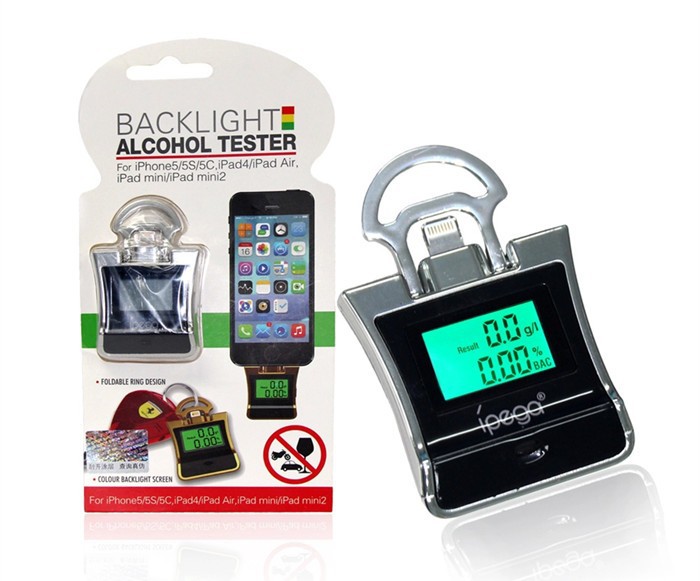 BACKLIGHT
ALCOHOL TESTER
For iPhone5/5S/5C,iPad4/iPad Air,
iPad mini/iPad mini2
• FOLDABLE RING DESIGN
0.0 g/l
0.00 %
• COLOUR BACKLIGHT SCREEN
For iPhone5/5S/5C,iPad4/iPad Air,iPad mini/iPad mini2
Result 0.0 g/l
0.00 % BAC
ípega®